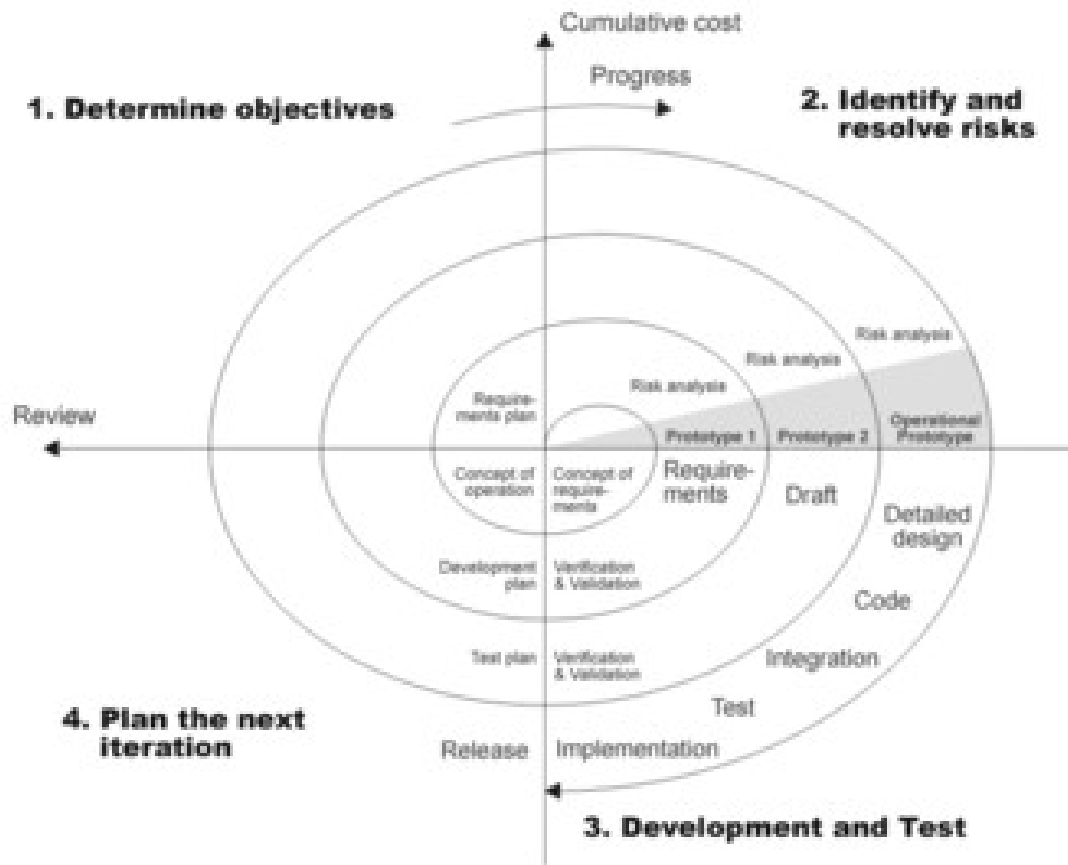 Cumulative cost
Progress
1. Determine objectives
2. Identify and
resolve risks
Risk analysis
Risk analysis
Risk analysis
Require-
ments plan
Review
Prototype 1
Prototype 2
Operational
Prototype
Concept of
operation
Concept of
require-
ments
Require-
ments
Draft
Detailed
design
Development
plan
Verification
& Validation
Code
Test plan
Verification
& Validation
Integration
Test
4. Plan the next
iteration
Release
Implementation
3. Development and Test